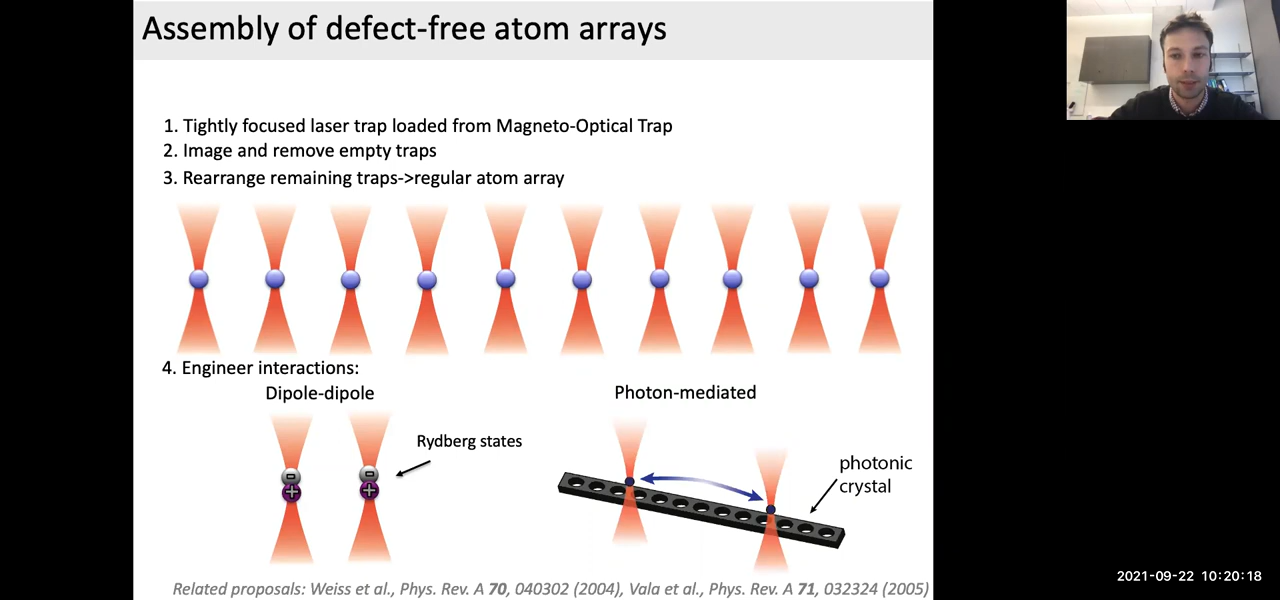 Assembly of defect-free atom arrays
1. Tightly focused laser trap loaded from Magneto-Optical Trap
2. Image and remove empty traps
3. Rearrange remaining traps->regular atom array
4. Engineer interactions:
Dipole-dipole
Photon-mediated
Rydberg states
photonic
crystal
Related proposals: Weiss et al., Phys. Rev. A 70, 040302 (2004), Vala et al., Phys. Rev. A 71, 032324 (2005)
2021-09-22 10:20:18